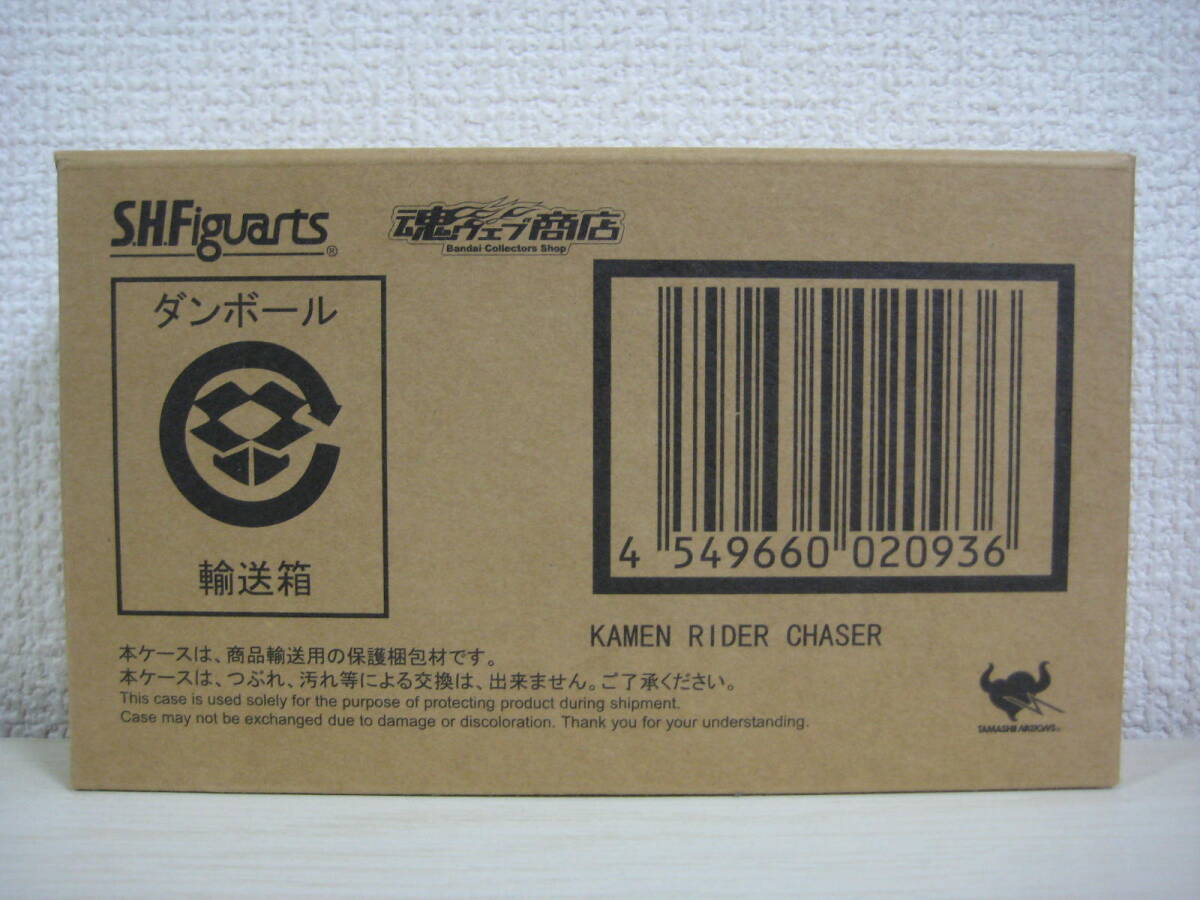 S.H.Figuarts®
魂ウェブ商店
Bandai Collectors Shop
ダンボール
輸送箱
4 549660 020936
KAMEN RIDER CHASER
本ケースは、商品輸送用の保護梱包材です。
本ケースは、つぶれ、汚れ等による交換は、出来ません。ご了承ください。
This case is used solely for the purpose of protecting product during shipment.
Case may not be exchanged due to damage or discoloration. Thank you for your understanding.
TAMASHII NATIONS